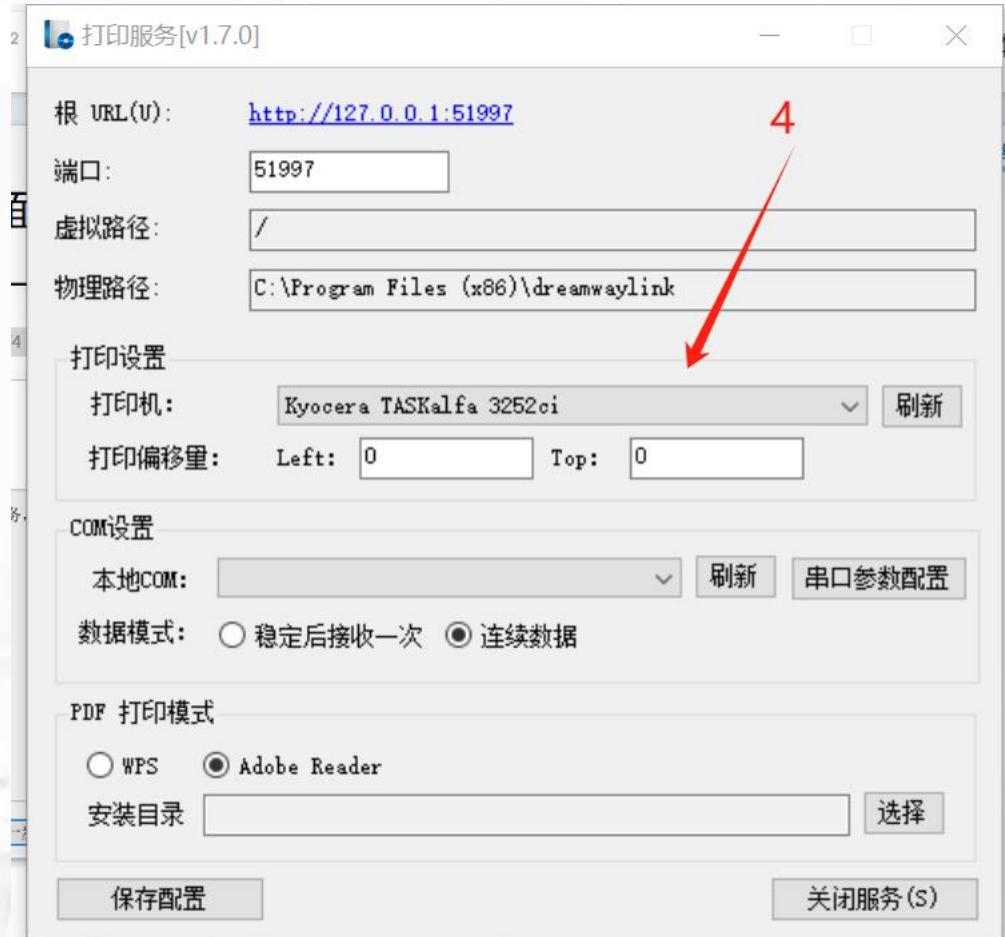 打印服务[v1.7.0]
根 URL(U): http://127.0.0.1:51997
4
端口: 51997
虚拟路径: /
物理路径: C:\Program Files (x86)\dreamwaylink
打印设置
打印机: Kyocera TASKalfa 3252ci 刷新
打印偏移量: Left: 0 Top: 0
COM设置
本地COM: 刷新 串口参数配置
数据模式: 稳定后接收一次 连续数据
PDF 打印模式
WPS Adobe Reader
安装目录 选择
保存配置 关闭服务(S)